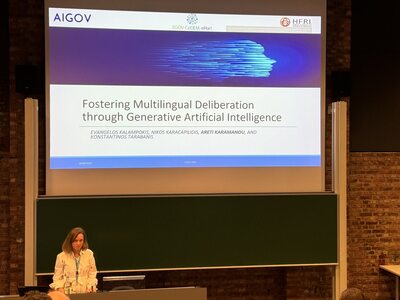 AIGOV
HFRI
Fostering Multilingual Deliberation
through Generative Artificial Intelligence
EVANGELOS KALAMPOKIS, NIKOS KARACAPILIDIS, ARETI KARAMANOU, AND
KONSTANTINOS TARABANIS